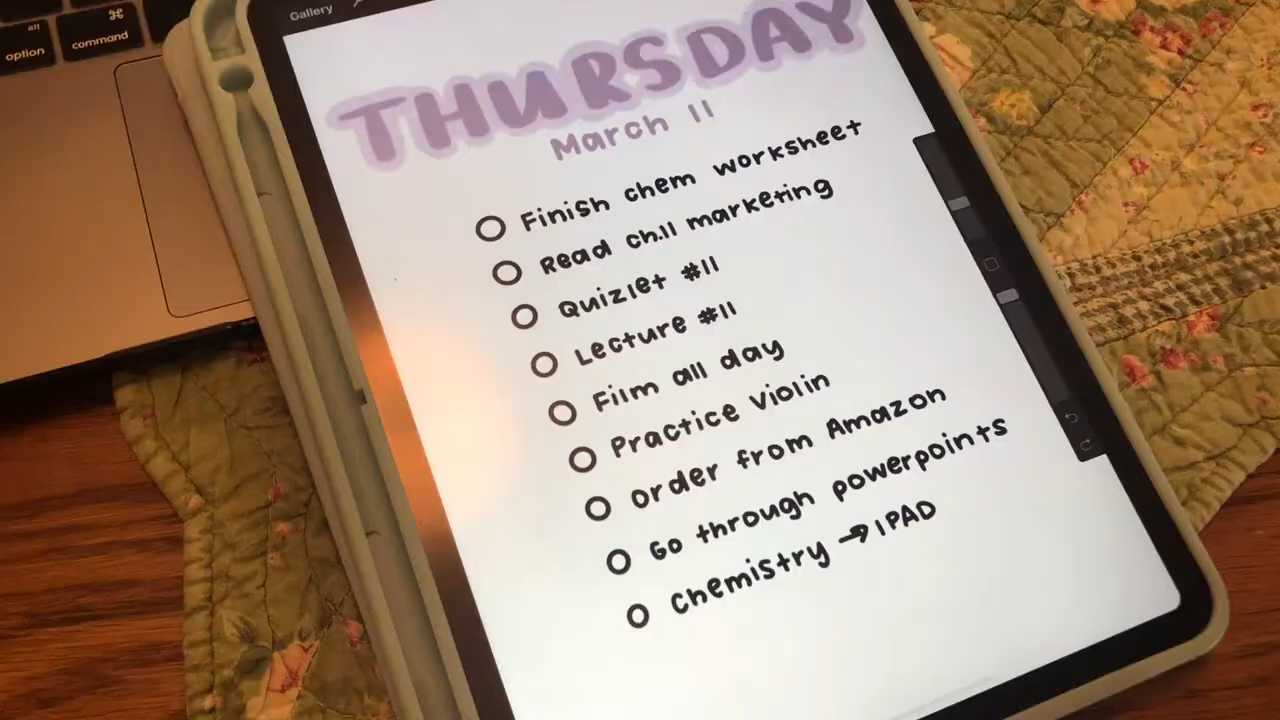 alt
option
⌘
command
Gallery
THURSDAY
March 11
Finish chem worksheet
Read ch.11 marketing
Quizlet #11
Lecture #11
Film all day
Practice Violin
order from Amazon
Go through powerpoints
chemistry → IPAD